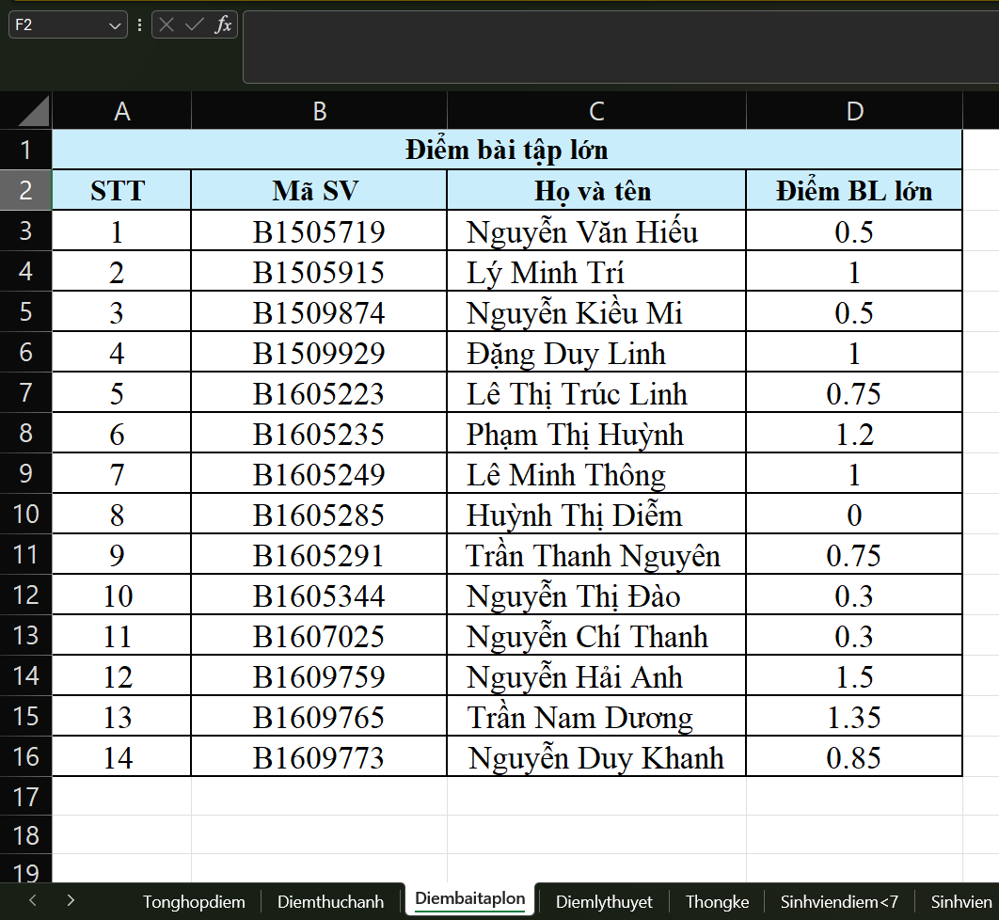 F2 fx
A B C D
1 Điểm bài tập lớn
2 STT Mã SV Họ và tên Điểm BL lớn
3 1 B1505719 Nguyễn Văn Hiếu 0.5
4 2 B1505915 Lý Minh Trí 1
5 3 B1509874 Nguyễn Kiều Mi 0.5
6 4 B1509929 Đặng Duy Linh 1
7 5 B1605223 Lê Thị Trúc Linh 0.75
8 6 B1605235 Phạm Thị Huỳnh 1.2
9 7 B1605249 Lê Minh Thông 1
10 8 B1605285 Huỳnh Thị Diễm 0
11 9 B1605291 Trần Thanh Nguyên 0.75
12 10 B1605344 Nguyễn Thị Đào 0.3
13 11 B1607025 Nguyễn Chí Thanh 0.3
14 12 B1609759 Nguyễn Hải Anh 1.5
15 13 B1609765 Trần Nam Dương 1.35
16 14 B1609773 Nguyễn Duy Khanh 0.85
17
18
19
Tonghopdiem Diemthuchanh Diembaitaplon Diemlythuyet Thongke Sinhviendiem<7 Sinhvien